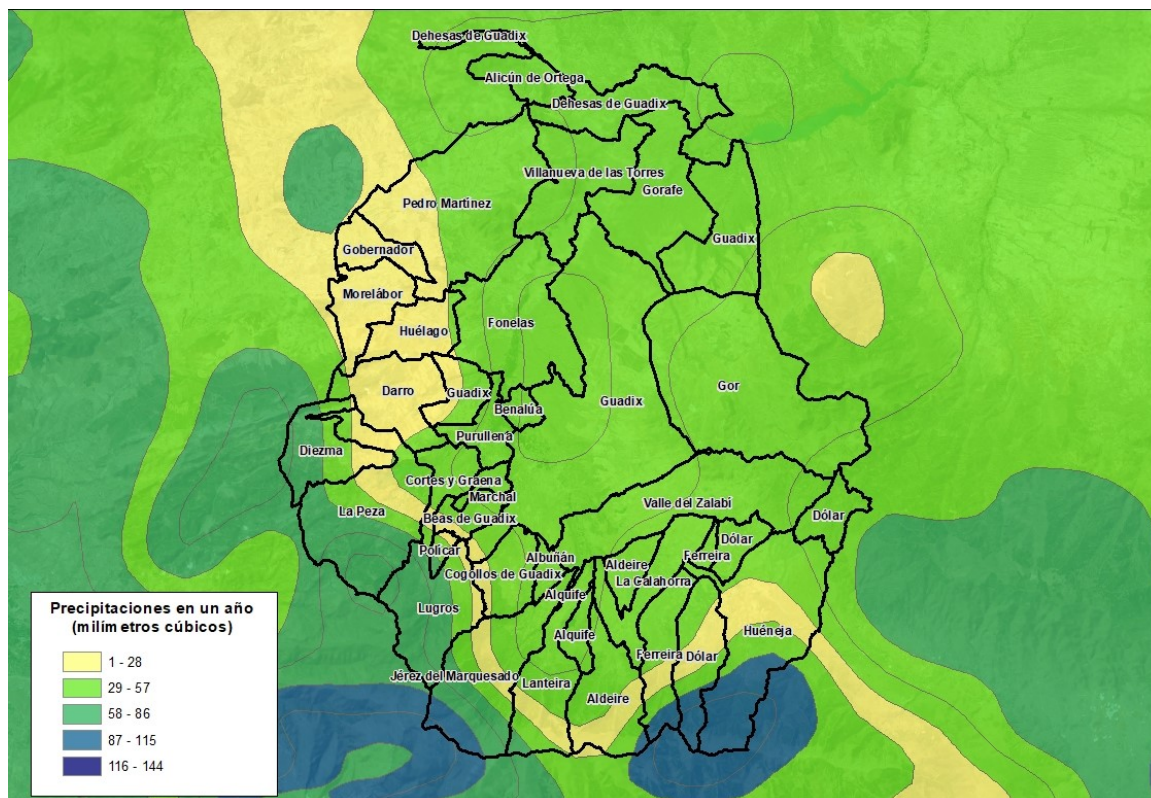 Dehesas de Guadix
Alicún de Ortega
Dehesas de Guadix
Villanueva de las Torres
Gorafe
Pedro Martínez
Guadix
Gobernador
Morelábor
Huélago
Fonelas
Darro
Guadix
Gor
Guadix
Benalúa
Purullena
Diezma
Cortes y Graena
Marchal
Valle del Zalabí
La Peza
Beas de Guadix
Dólar
Policar
Albuñán
Aldeire
Ferreira
Dólar
Cogollos de Guadix
La Calahorra
Alquife
Lugros
Alquife
Huéneja
Ferreira
Dólar
Jérez del Marquesado
Lanteira
Aldeire
Precipitaciones en un año
(milímetros cúbicos)
1 - 28
29 - 57
58 - 86
87 - 115
116 - 144